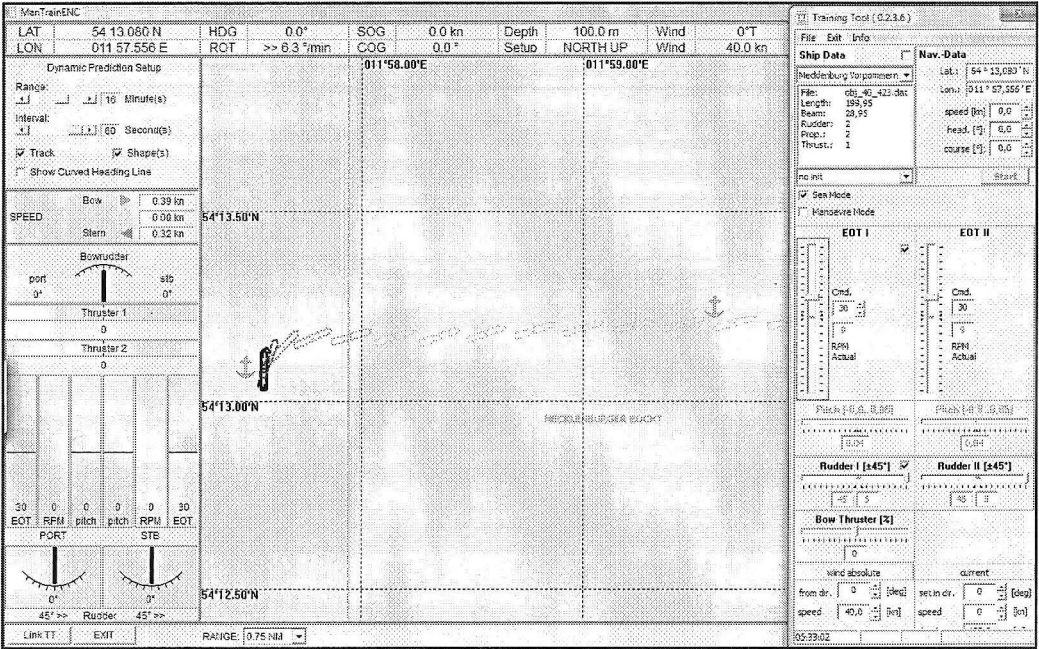 ManTrainENC
LAT 54 13.080 N HDG 0.0° SOG 0.0 kn Depth 100.0 m Wind 0°T
LON 011 57.556 E ROT >> 6.3 °/min COG 0.0 ° Setup NORTH UP Wind 40.0 kn
Dynamic Prediction Setup
Range:
16 Minute(s)
Interval:
60 Second(s)
Track Shape(s)
Show Curved Heading Line
Bow 0.39 kn
SPEED 0.00 kn
Stern 0.32 kn
Bowrudder
port stb
0° 0°
Thruster 1
0
Thruster 2
0
30 0 0 0 0 30
EOT RPM pitch pitch RPM EOT
PORT STB
0° 0°
45° >> Rudder 45° >>
Link TT EXIT RANGE: 0.75 NM
011°58.00'E 011°59.00'E
54°13.50'N
54°13.00'N
MECKLENBURGER BUCHT
54°12.50'N
Training Tool ( 0.2.3.6 )
File Exit Info
Ship Data Nav.-Data
Mecklenburg Vorpommern
File: obj_40_423.dat
Length: 199,95
Beam: 28,95
Rudder: 2
Prop.: 2
Thrust.: 1
Lat.: 54 ° 13,080 'N
Lon.: 011 ° 57,556 'E
speed [kn] 0,0
head. [°]: 0,0
course [°]: 0,0
no init Start
Sea Mode
Manoevre Mode
EOT I EOT II
Cmd. Cmd.
30 30
RPM RPM
Actual Actual
0,04 0,04
Rudder I [±45°] Rudder II [±45°]
45 45
Bow Thruster [%]
0
wind absolute current
from dir. 0 [deg] set in dir. 0 [deg]
speed 40,0 [kn] speed 0 [kn]
05:33:02